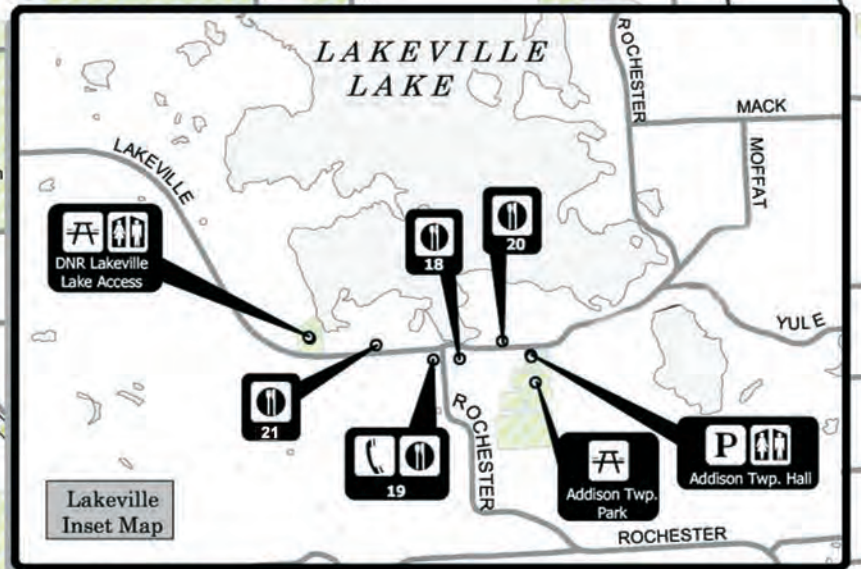 LAKEVILLE
LAKE
ROCHESTER
MACK
MOFFAT
LAKEVILLE
DNR Lakeville
Lake Access
18
20
YULE
21
19
ROCHESTER
P
Addison Twp. Hall
Addison Twp.
Park
Lakeville
Inset Map
ROCHESTER